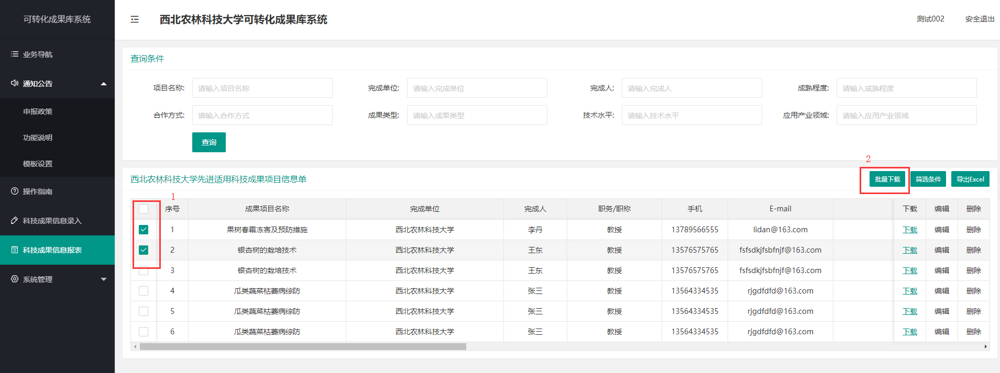 可转化成果库系统
西北农林科技大学可转化成果库系统
测试002
安全退出
业务导航
通知公告
申报政策
功能说明
模板设置
操作指南
科技成果信息录入
科技成果信息报表
系统管理
查询条件
项目名称: 请输入项目名称 完成单位: 请输入完成单位 完成人: 请输入完成人 成熟程度: 请输入成熟程度
合作方式: 请输入合作方式 成果类型: 请输入成果类型 技术水平: 请输入技术水平 应用产业领域: 请输入应用产业领域
查询
2
西北农林科技大学先进适用科技成果项目信息单 批量下载 筛选条件 导出Excel
1
序号 成果项目名称 完成单位 完成人 职务/职称 手机 E-mail 下载 编辑 删除
1 果树春霜冻害及预防措施 西北农林科技大学 李丹 教授 13789566555 lidan@163.com 下载 编辑 删除
2 银杏树的栽培技术 西北农林科技大学 王东 教授 13576575765 fsfsdkjfsbfnjf@163.com 下载 编辑 删除
3 银杏树的栽培技术 西北农林科技大学 王东 教授 13576575765 fsfsdkjfsbfnjf@163.com 下载 编辑 删除
4 瓜类蔬菜枯萎病综防 西北农林科技大学 张三 教授 13564334535 rjgdfdfd@163.com 下载 编辑 删除
5 瓜类蔬菜枯萎病综防 西北农林科技大学 张三 教授 13564334535 rjgdfdfd@163.com 下载 编辑 删除
6 瓜类蔬菜枯萎病综防 西北农林科技大学 张三 教授 13564334535 rjgdfdfd@163.com 下载 编辑 删除